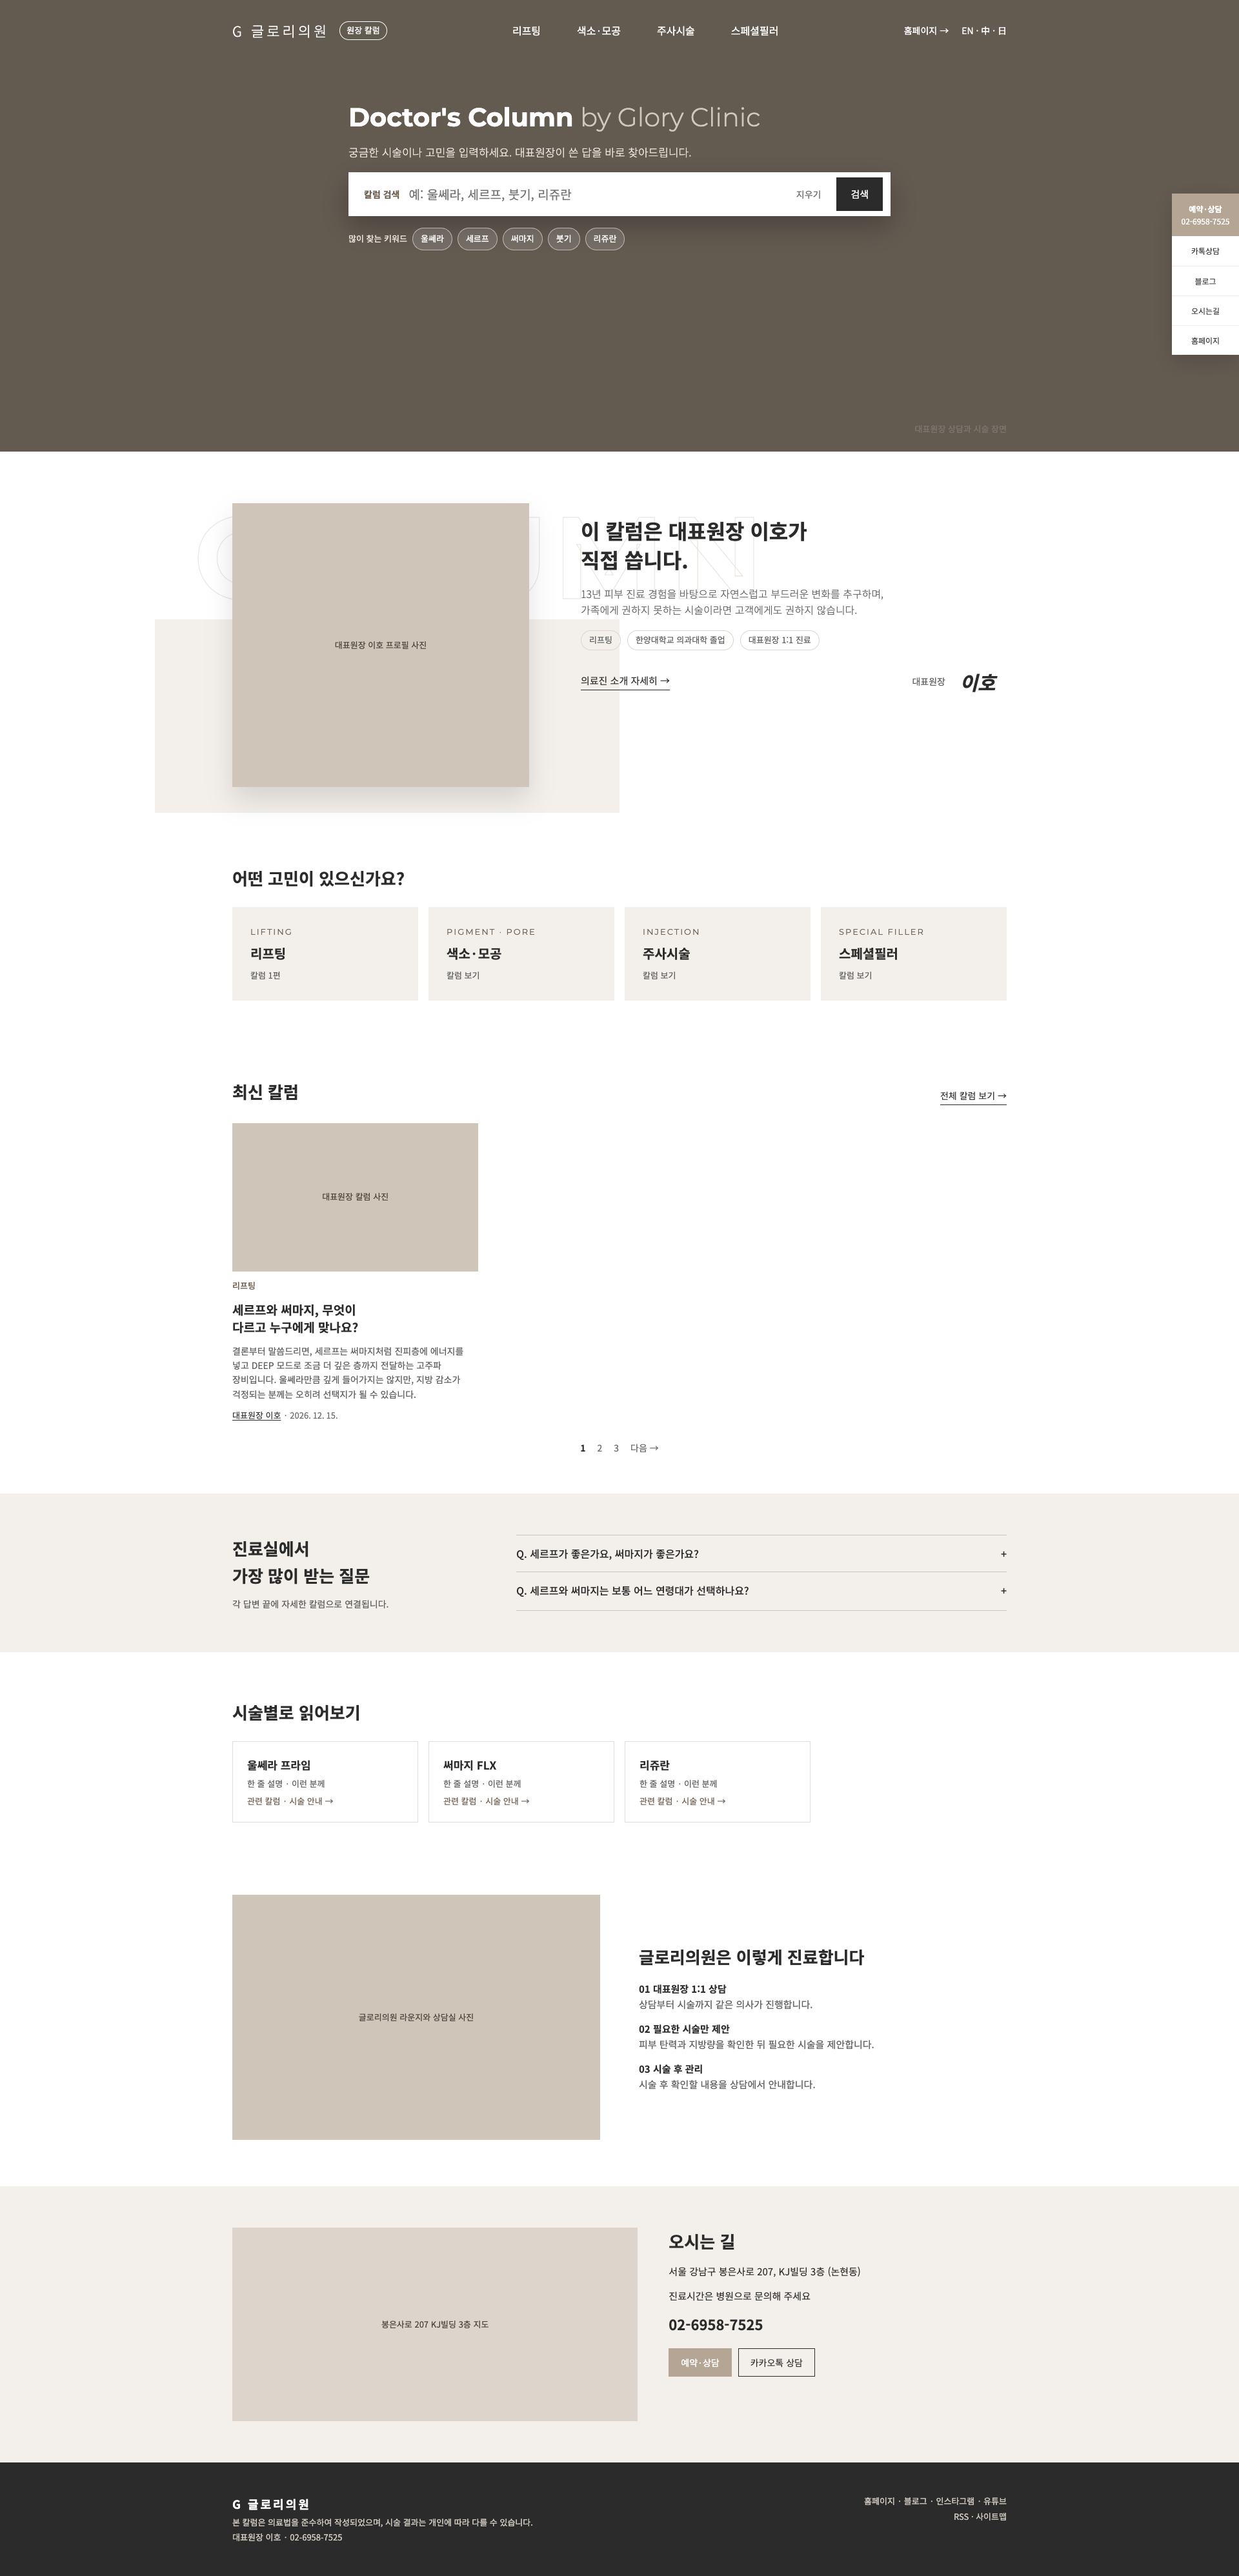 G 글로리의원
원장 칼럼
리프팅
색소·모공
주사시술
스페셜필러
홈페이지 →
EN · 中 · 日
Doctor's Column by Glory Clinic
궁금한 시술이나 고민을 입력하세요. 대표원장이 쓴 답을 바로 찾아드립니다.
칼럼 검색
예: 울쎄라, 세르프, 붓기, 리쥬란
지우기
검색
많이 찾는 키워드
울쎄라
세르프
써마지
붓기
리쥬란
예약·상담
02-6958-7525
카톡상담
블로그
오시는길
홈페이지
대표원장 상담과 시술 장면
대표원장 이호 프로필 사진
이 칼럼은 대표원장 이호가
직접 씁니다.
13년 피부 진료 경험을 바탕으로 자연스럽고 부드러운 변화를 추구하며,
가족에게 권하지 못하는 시술이라면 고객에게도 권하지 않습니다.
리프팅
한양대학교 의과대학 졸업
대표원장 1:1 진료
의료진 소개 자세히 →
대표원장
이호
어떤 고민이 있으신가요?
LIFTING
리프팅
칼럼 1편
PIGMENT · PORE
색소·모공
칼럼 보기
INJECTION
주사시술
칼럼 보기
SPECIAL FILLER
스페셜필러
칼럼 보기
최신 칼럼
전체 칼럼 보기 →
대표원장 칼럼 사진
리프팅
세르프와 써마지, 무엇이
다르고 누구에게 맞나요?
결론부터 말씀드리면, 세르프는 써마지처럼 진피층에 에너지를
넣고 DEEP 모드로 조금 더 깊은 층까지 전달하는 고주파
장비입니다. 울쎄라만큼 깊게 들어가지는 않지만, 지방 감소가
걱정되는 분께는 오히려 선택지가 될 수 있습니다.
대표원장 이호 · 2026. 12. 15.
1 2 3 다음 →
진료실에서
가장 많이 받는 질문
각 답변 끝에 자세한 칼럼으로 연결됩니다.
Q. 세르프가 좋은가요, 써마지가 좋은가요? +
Q. 세르프와 써마지는 보통 어느 연령대가 선택하나요? +
시술별로 읽어보기
울쎄라 프라임
한 줄 설명 · 이런 분께
관련 칼럼 · 시술 안내 →
써마지 FLX
한 줄 설명 · 이런 분께
관련 칼럼 · 시술 안내 →
리쥬란
한 줄 설명 · 이런 분께
관련 칼럼 · 시술 안내 →
글로리의원 라운지와 상담실 사진
글로리의원은 이렇게 진료합니다
01 대표원장 1:1 상담
상담부터 시술까지 같은 의사가 진행합니다.
02 필요한 시술만 제안
피부 탄력과 지방량을 확인한 뒤 필요한 시술을 제안합니다.
03 시술 후 관리
시술 후 확인할 내용을 상담에서 안내합니다.
봉은사로 207 KJ빌딩 3층 지도
오시는 길
서울 강남구 봉은사로 207, KJ빌딩 3층 (논현동)
진료시간은 병원으로 문의해 주세요
02-6958-7525
예약·상담
카카오톡 상담
G 글로리의원
본 칼럼은 의료법을 준수하여 작성되었으며, 시술 결과는 개인에 따라 다를 수 있습니다.
대표원장 이호 · 02-6958-7525
홈페이지 · 블로그 · 인스타그램 · 유튜브
RSS · 사이트맵